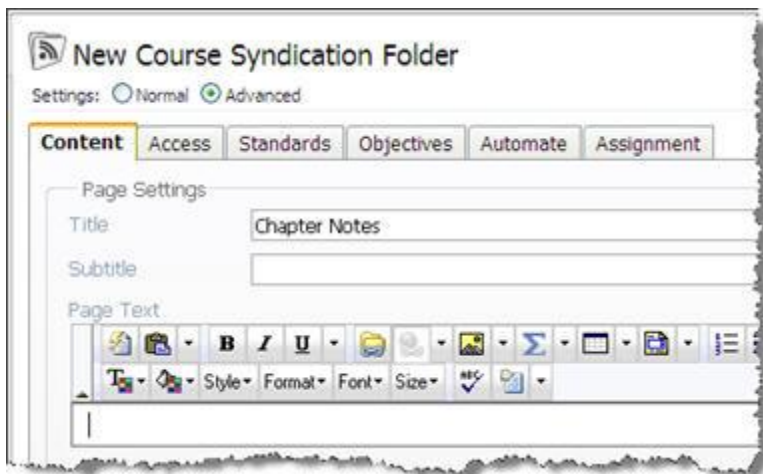 New Course Syndication Folder
Settings: Normal Advanced
Content Access Standards Objectives Automate Assignment
Page Settings
Title Chapter Notes
Subtitle
Page Text
B I U
Style Format Font Size ABC